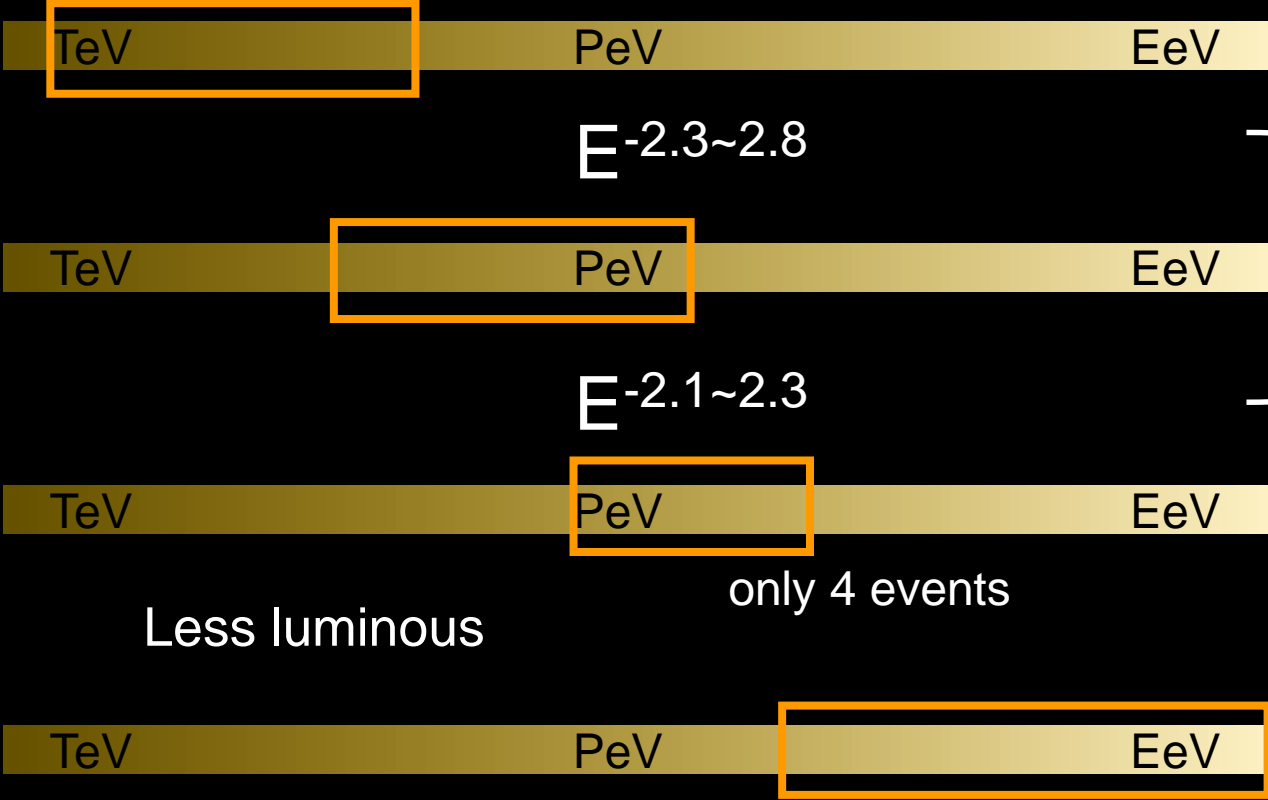 TeV PeV EeV
E-2.3~2.8
TeV PeV EeV
E-2.1~2.3
TeV PeV EeV
only 4 events
Less luminous
TeV PeV EeV